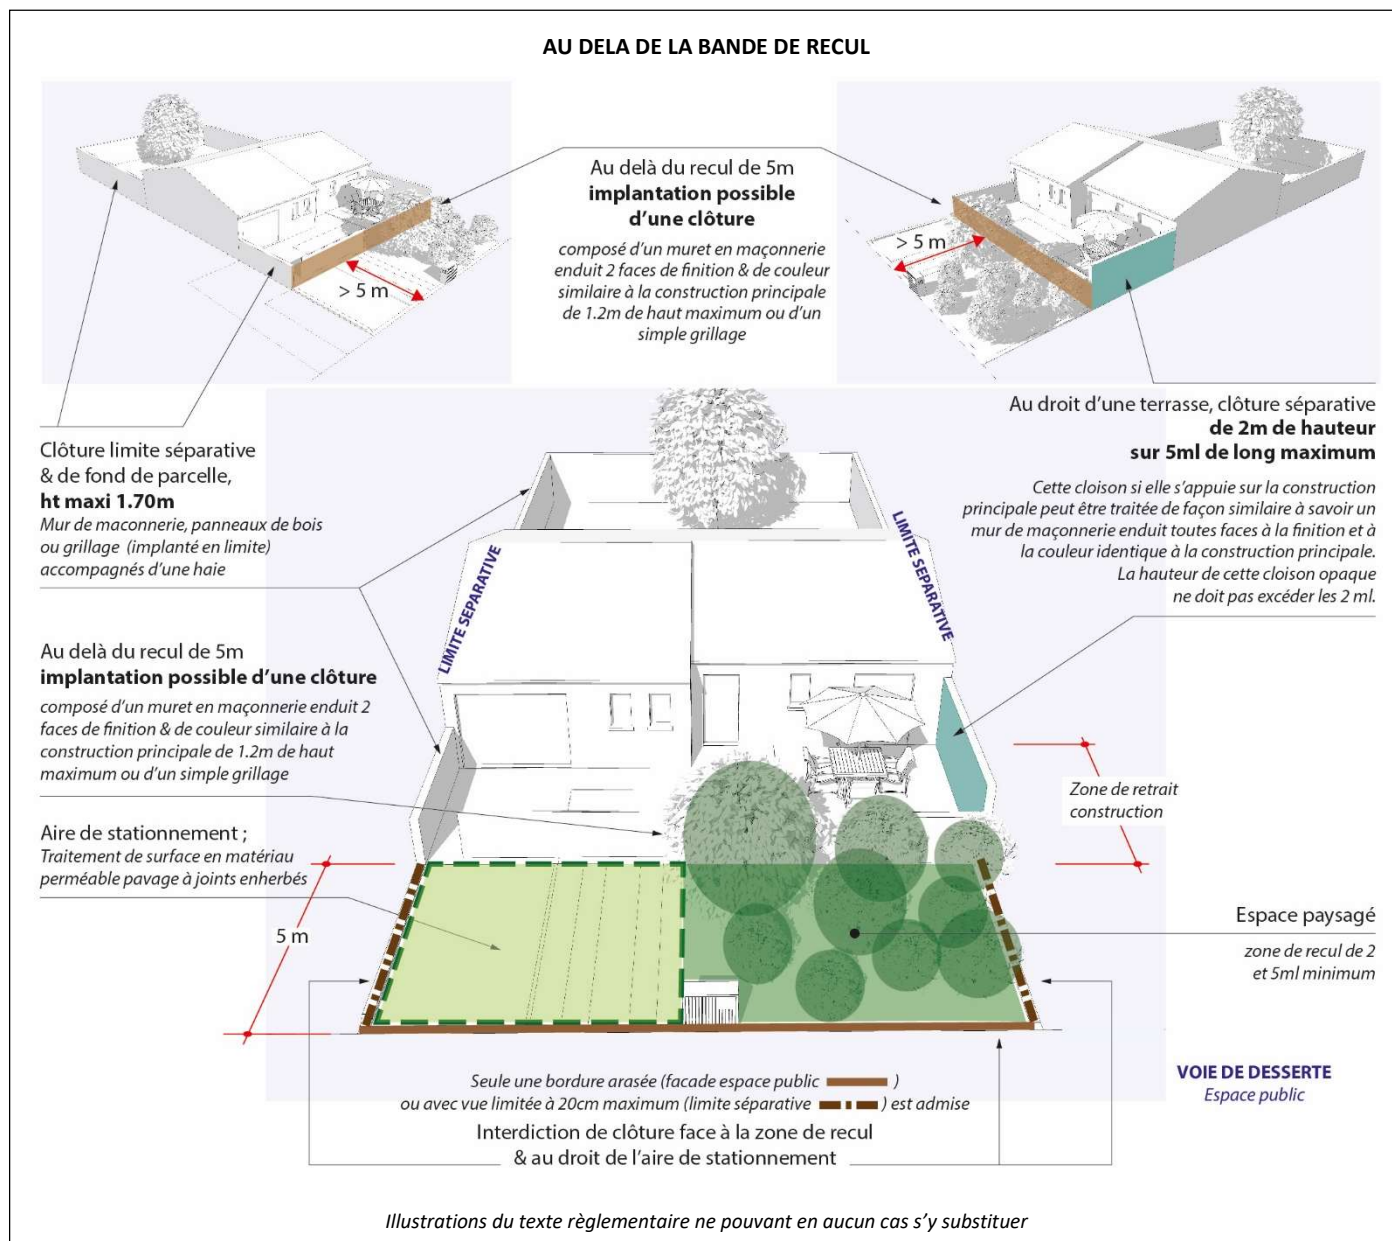 AU DELA DE LA BANDE DE RECUL
Au delà du recul de 5m
implantation possible
d'une clôture
composé d'un muret en maçonnerie
enduit 2 faces de finition & de couleur
similaire à la construction principale
de 1.2m de haut maximum ou d'un
simple grillage
> 5 m
> 5 m
Clôture limite séparative
& de fond de parcelle,
ht maxi 1.70m
Mur de maconnerie, panneaux de bois
ou grillage (implanté en limite)
accompagnés d'une haie
Au droit d'une terrasse, clôture séparative
de 2m de hauteur
sur 5ml de long maximum
Cette cloison si elle s'appuie sur la construction
principale peut être traitée de façon similaire à savoir un
mur de maçonnerie enduit toutes faces à la finition et à
la couleur identique à la construction principale.
La hauteur de cette cloison opaque
ne doit pas excéder les 2 ml.
LIMITE SEPARATIVE
LIMITE SEPARATIVE
Au delà du recul de 5m
implantation possible d'une clôture
composé d'un muret en maçonnerie enduit 2
faces de finition & de couleur similaire à la
construction principale de 1.2m de haut
maximum ou d'un simple grillage
Zone de retrait
construction
Aire de stationnement ;
Traitement de surface en matériau
perméable pavage à joints enherbés
5 m
Espace paysagé
zone de recul de 2
et 5ml minimum
Seule une bordure arasée (facade espace public )
ou avec vue limitée à 20cm maximum (limite séparative ) est admise
Interdiction de clôture face à la zone de recul
& au droit de l'aire de stationnement
VOIE DE DESSERTE
Espace public
Illustrations du texte règlementaire ne pouvant en aucun cas s'y substituer